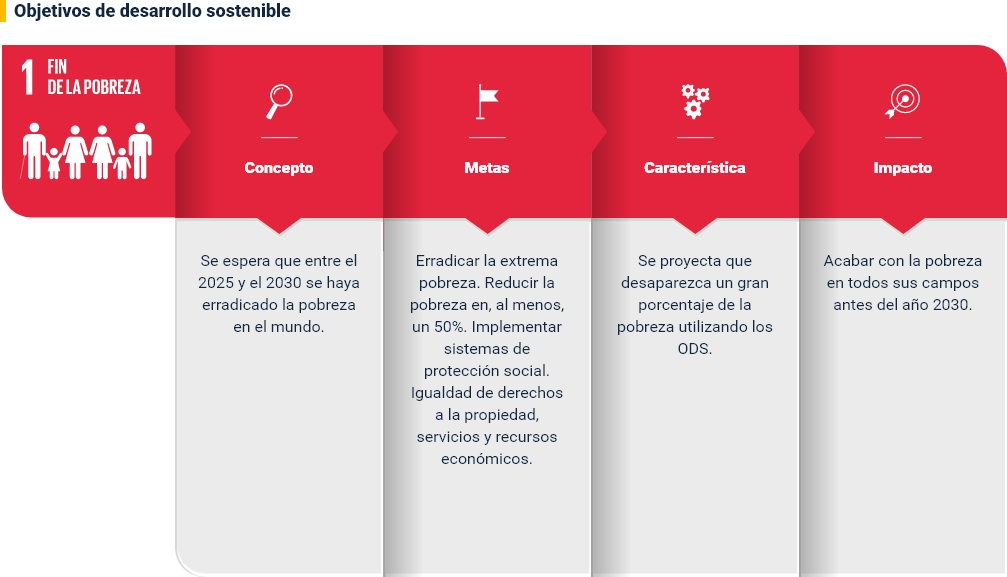 Objetivos de desarrollo sostenible
1 FIN
DE LA POBREZA
Concepto
Se espera que entre el
2025 y el 2030 se haya
erradicado la pobreza
en el mundo.
Metas
Erradicar la extrema
pobreza. Reducir la
pobreza en, al menos,
un 50%. Implementar
sistemas de
protección social.
Igualdad de derechos
a la propiedad,
servicios y recursos
económicos.
Característica
Se proyecta que
desaparezca un gran
porcentaje de la
pobreza utilizando los
ODS.
Impacto
Acabar con la pobreza
en todos sus campos
antes del año 2030.